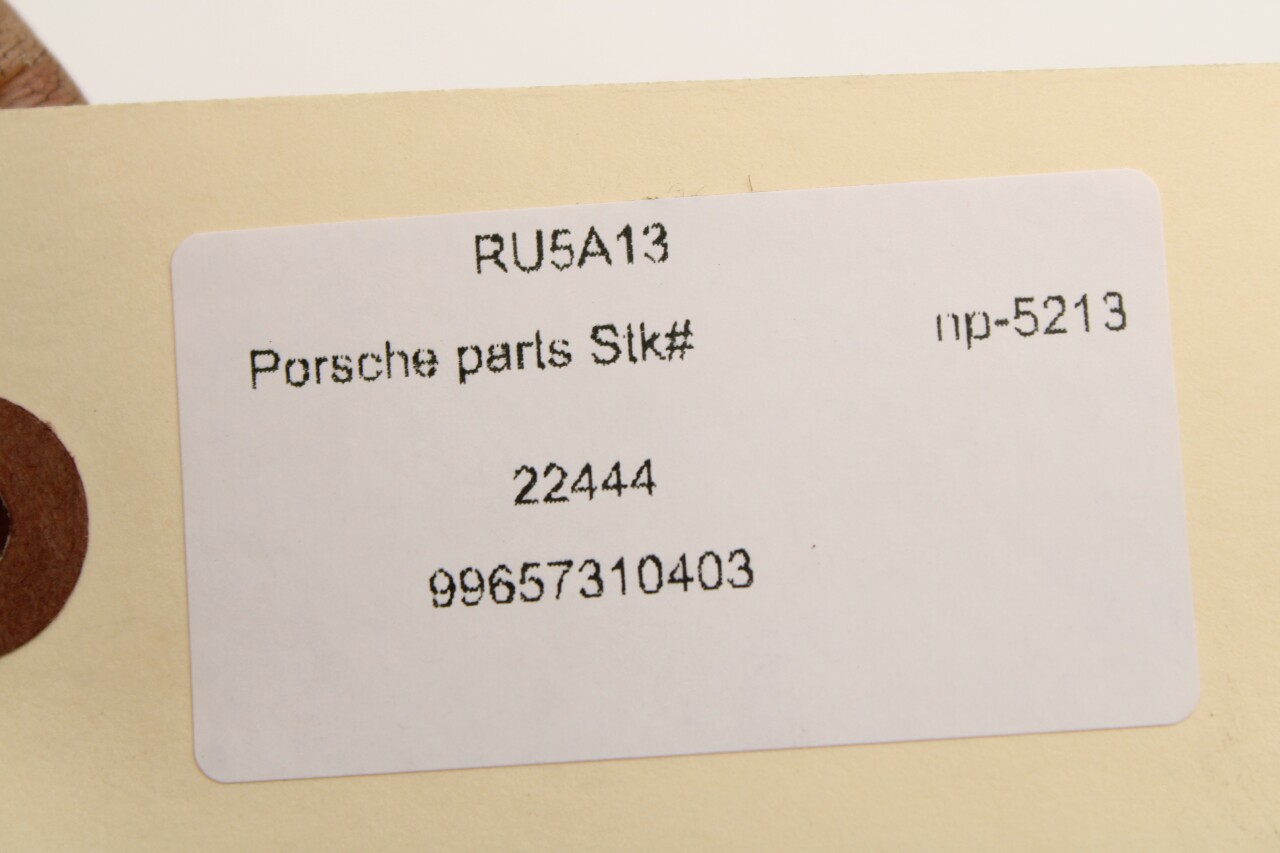 RU5A13
Porsche parts Stk# np-5213
22444
99657310403